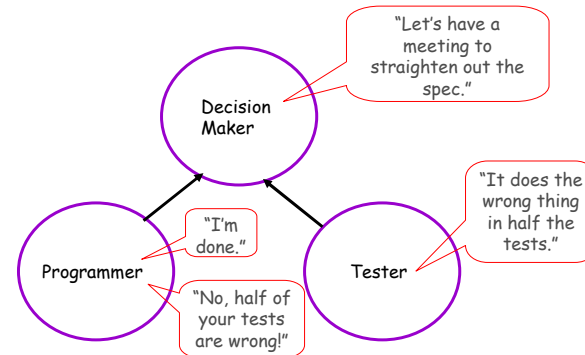 “Let’s have a
meeting to
straighten out the
spec.”
Decision
Maker
“It does the
wrong thing
in half the
tests.”
“I’m
done.”
Programmer
Tester
“No, half of
your tests
are wrong!”